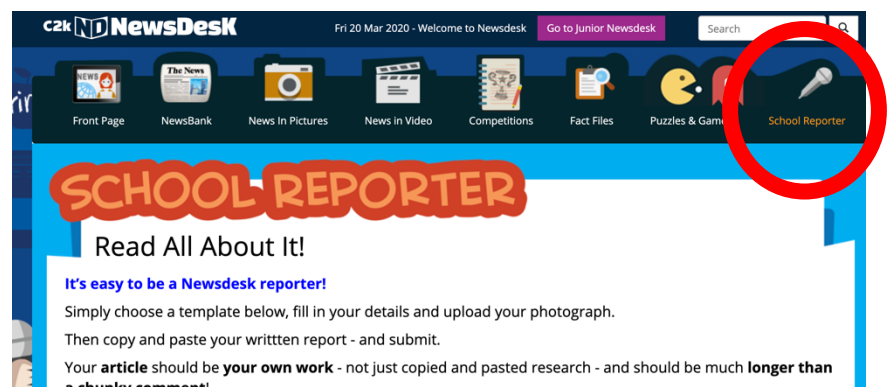 C2k ND NewsDesK
Fri 20 Mar 2020 - Welcome to Newsdesk
Go to Junior Newsdesk
Search
NEWS
The News
Front Page
NewsBank
News In Pictures
News in Video
Competitions
Fact Files
Puzzles & Game
School Reporter
SCHOOL REPORTER
Read All About It!
It's easy to be a Newsdesk reporter!
Simply choose a template below, fill in your details and upload your photograph.
Then copy and paste your writtten report - and submit.
Your article should be your own work - not just copied and pasted research - and should be much longer than
a chunky comment!